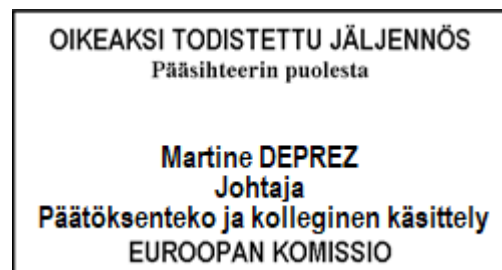 OIKEAKSI TODISTETTU JÄLJENNÖS
Pääsihteerin puolesta
Martine DEPREZ
Johtaja
Päätöksenteko ja kolleginen käsittely
EUROOPAN KOMISSIO